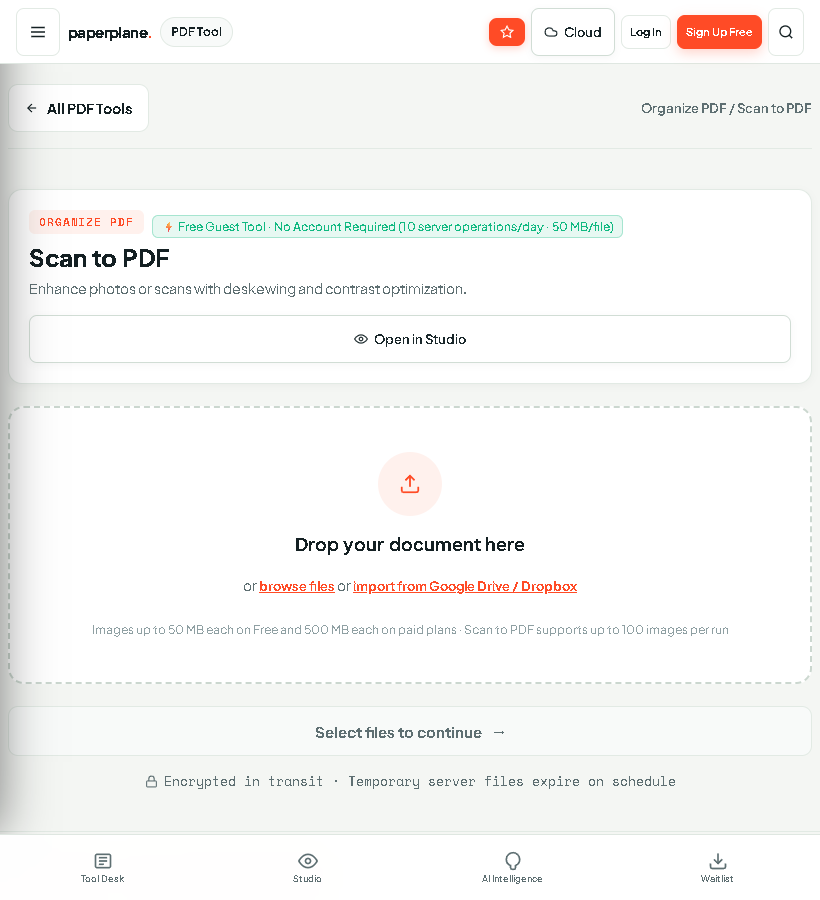 paperplane.
PDF Tool
Cloud
Log In
Sign Up Free
All PDF Tools
Organize PDF / Scan to PDF
ORGANIZE PDF
Free Guest Tool · No Account Required (10 server operations/day · 50 MB/file)
Scan to PDF
Enhance photos or scans with deskewing and contrast optimization.
Open in Studio
Drop your document here
or browse files or import from Google Drive / Dropbox
Images up to 50 MB each on Free and 500 MB each on paid plans · Scan to PDF supports up to 100 images per run
Select files to continue →
Encrypted in transit · Temporary server files expire on schedule
Tool Desk
Studio
AI Intelligence
Waitlist